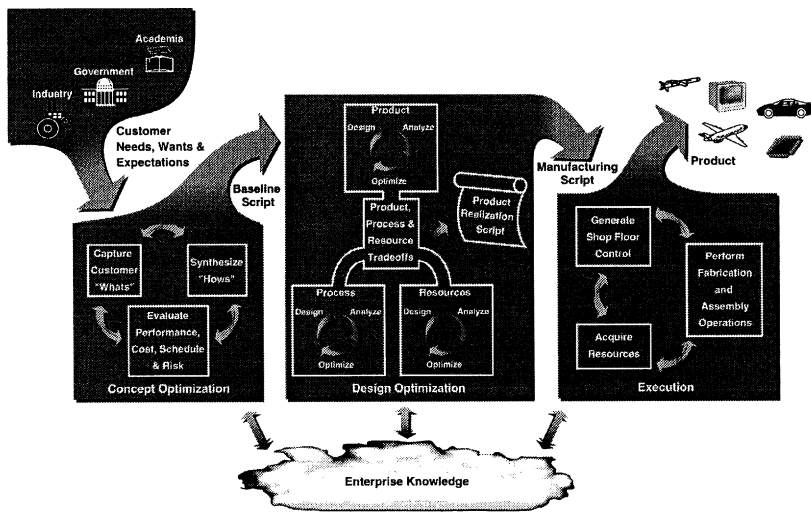 Academia
Government
Industry
Customer
Needs, Wants &
Expectations
Baseline
Script
Capture
Customer
"Whats"
Synthesize
"Hows"
Evaluate
Performance,
Cost, Schedule
& Risk
Concept Optimization
Product
Design Analyze
Optimize
Product,
Process &
Resource
Tradeoffs
Product
Realization
Script
Process
Design Analyze
Optimize
Resources
Design Analyze
Optimize
Design Optimization
Manufacturing
Script
Product
Generate
Shop Floor
Control
Perform
Fabrication
and
Assembly
Operations
Acquire
Resources
Execution
Enterprise Knowledge